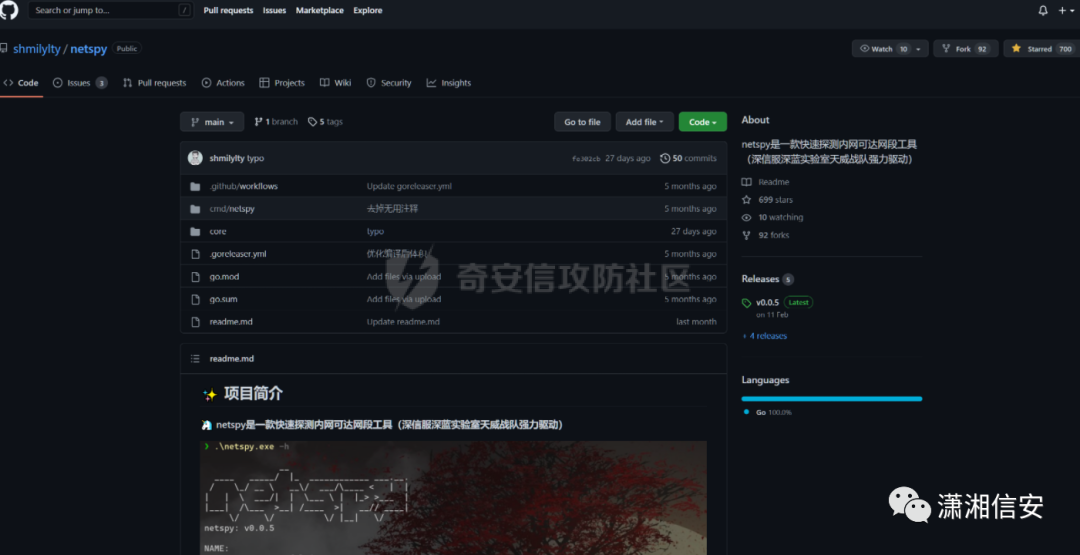 Search or jump to... /
Pull requests Issues Marketplace Explore
shmilylty / netspy Public
Watch 10 Fork 92 Starred 700
Code Issues 3 Pull requests Actions Projects Wiki Security Insights
main 1 branch 5 tags Go to file Add file Code
shmilylty typo 27 days ago 50 commits
.github/workflows Update goreleaser.yml 5 months ago
cmd/netspy 去掉无用注释 5 months ago
core typo 27 days ago
.goreleaser.yml 5 months ago
go.mod Add files via upload 5 months ago
go.sum Add files via upload 5 months ago
readme.md Update readme.md last month
奇安信攻防社区
readme.md
项目简介
netspy是一款快速探测内网可达网段工具（深信服深蓝实验室天威战队强力驱动）
.\netspy.exe -h
netspy: v0.0.5
NAME:
About
netspy是一款快速探测内网可达网段工具
（深信服深蓝实验室天威战队强力驱动）
Readme
699 stars
10 watching
92 forks
Releases 5
v0.0.5 Latest
on 11 Feb
+ 4 releases
Languages
Go 100.0%
潇湘信安